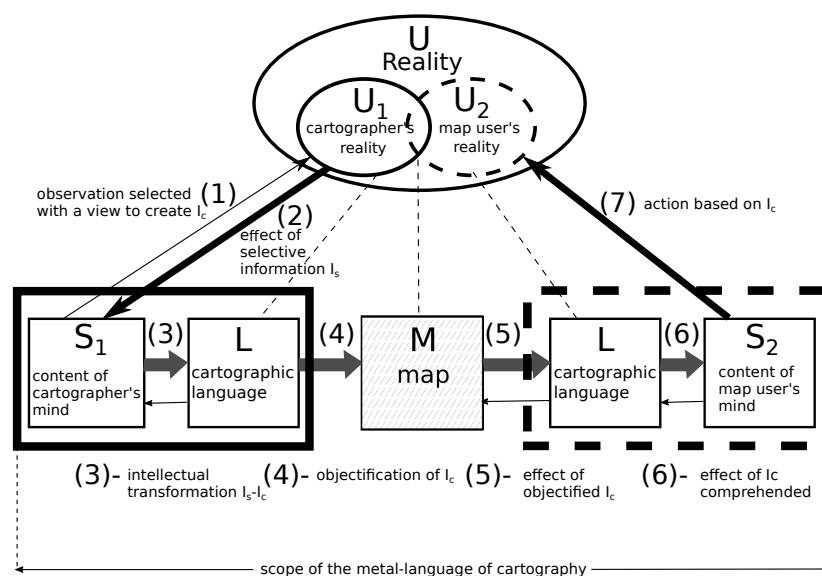 U
Reality
U1
cartographer's
reality
U2
map user's
reality
observation selected (1)
with a view to create Ic
(2)
effect of
selective
information Is
(7) action based on Ic
S1
content of
cartographer's
mind
(3)
L
cartographic
language
(4)
M
map
(5)
L
cartographic
language
(6)
S2
content of
map user's
mind
(3)- intellectual
transformation Is-Ic
(4)- objectification of Ic
(5)- effect of
objectified Ic
(6)- effect of Ic
comprehended
scope of the metal-language of cartography